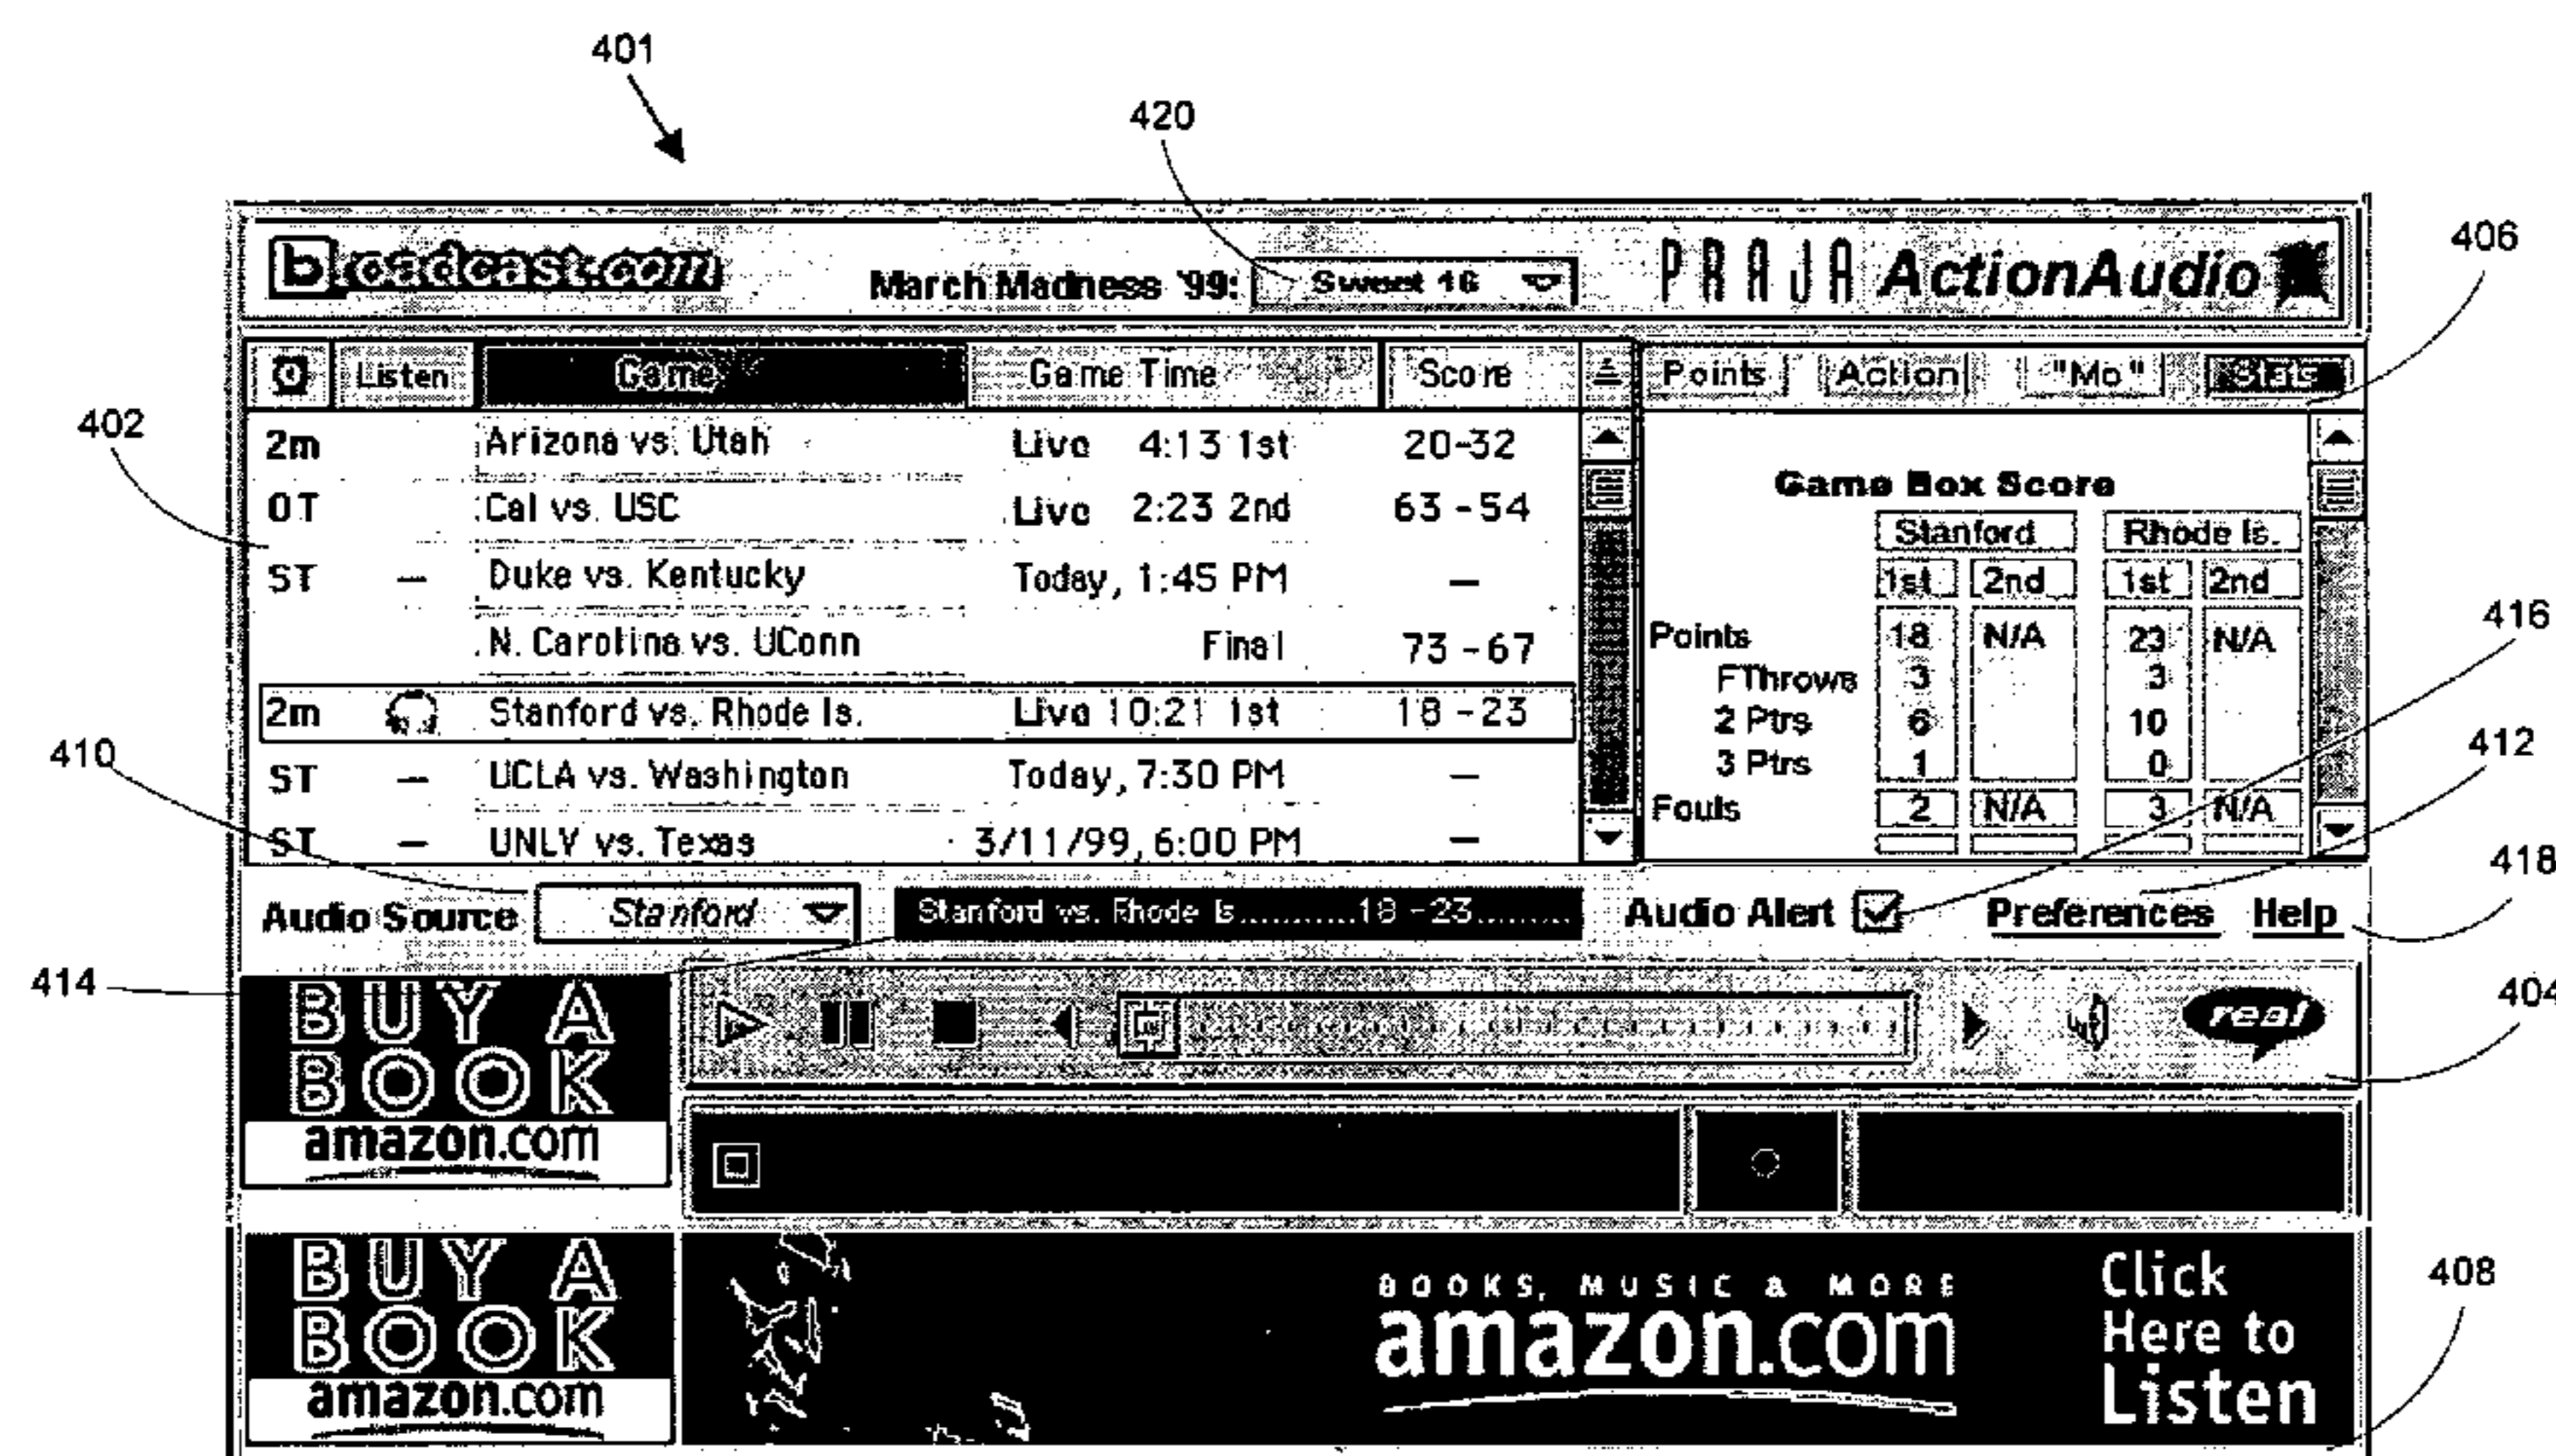 401
420
406
b.roadcast.com March Madness '99: Sweet 16 PRAJA ActionAudio
Listen Game Game Time Score Points Action "Mo" Stats
402
2m Arizona vs. Utah Live 4:13 1st 20-32
OT Cal vs. USC Live 2:23 2nd 63 - 54
ST – Duke vs. Kentucky Today, 1:45 PM –
N. Carolina vs. UConn Final 73 - 67
2m Stanford vs. Rhode Is. Live 10:21 1st 18 - 23
ST – UCLA vs. Washington Today, 7:30 PM –
ST – UNLV vs. Texas 3/11/99, 6:00 PM –
Game Box Score
Stanford Rhode Is.
1st 2nd 1st 2nd
Points 18 N/A 23 N/A
FThrows 3 3
2 Ptrs 6 10
3 Ptrs 1 0
Fouls 2 N/A 3 N/A
416
412
410
418
Audio Source Stanford Stanford vs. Rhode Is...........18 - 23......... Audio Alert Preferences Help
414
404
real
BUY A
BOOK
amazon.com
BUY A
BOOK
amazon.com
BOOKS, MUSIC & MORE
amazon.com
Click
Here to
Listen
408